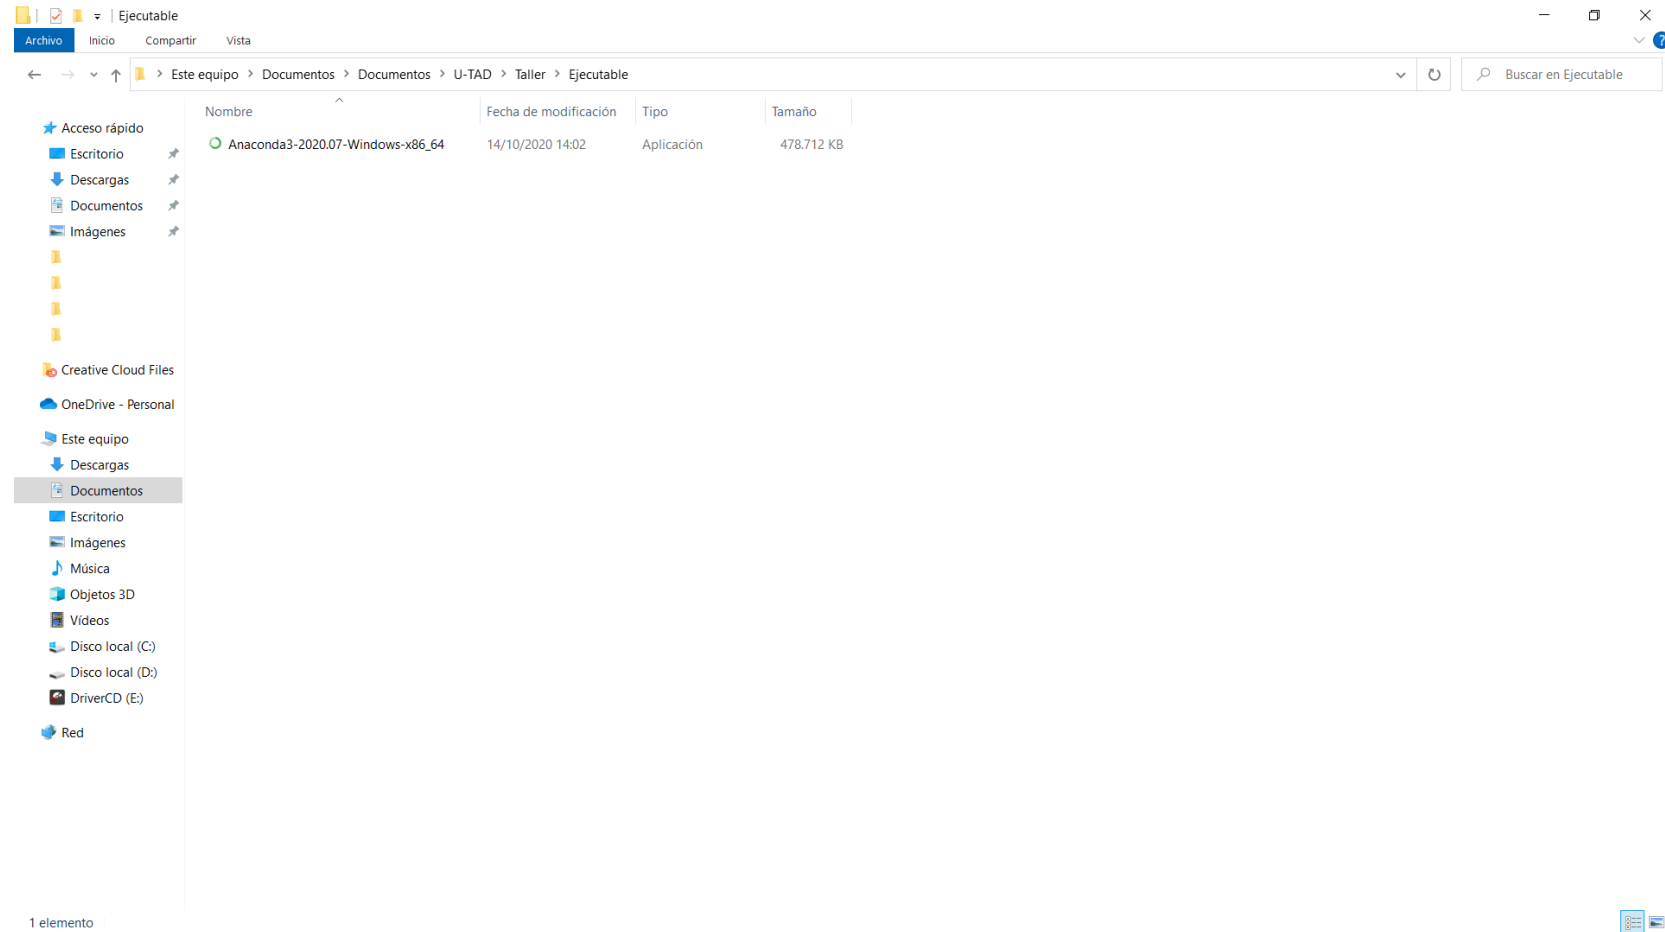 Ejecutable
Archivo Inicio Compartir Vista
?
Este equipo > Documentos > Documentos > U-TAD > Taller > Ejecutable
Buscar en Ejecutable
Nombre Fecha de modificación Tipo Tamaño
Anaconda3-2020.07-Windows-x86_64 14/10/2020 14:02 Aplicación 478.712 KB
Acceso rápido
Escritorio
Descargas
Documentos
Imágenes
Creative Cloud Files
OneDrive - Personal
Este equipo
Descargas
Documentos
Escritorio
Imágenes
Música
Objetos 3D
Vídeos
Disco local (C:)
Disco local (D:)
DriverCD (E:)
Red
1 elemento